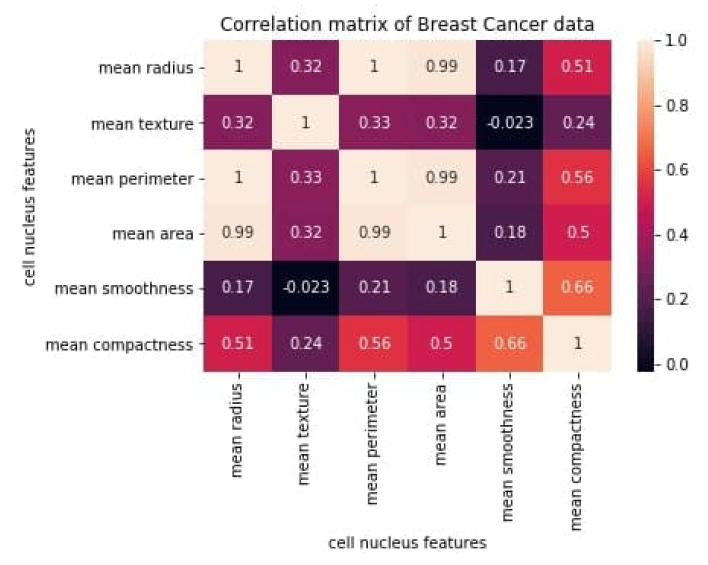 Correlation matrix of Breast Cancer data
cell nucleus features
mean radius 1 0.32 1 0.99 0.17 0.51
mean texture 0.32 1 0.33 0.32 -0.023 0.24
mean perimeter 1 0.33 1 0.99 0.21 0.56
mean area 0.99 0.32 0.99 1 0.18 0.5
mean smoothness 0.17 -0.023 0.21 0.18 1 0.66
mean compactness 0.51 0.24 0.56 0.5 0.66 1
1.0
0.8
0.6
0.4
0.2
0.0
mean radius
mean texture
mean perimeter
mean area
mean smoothness
mean compactness
cell nucleus features